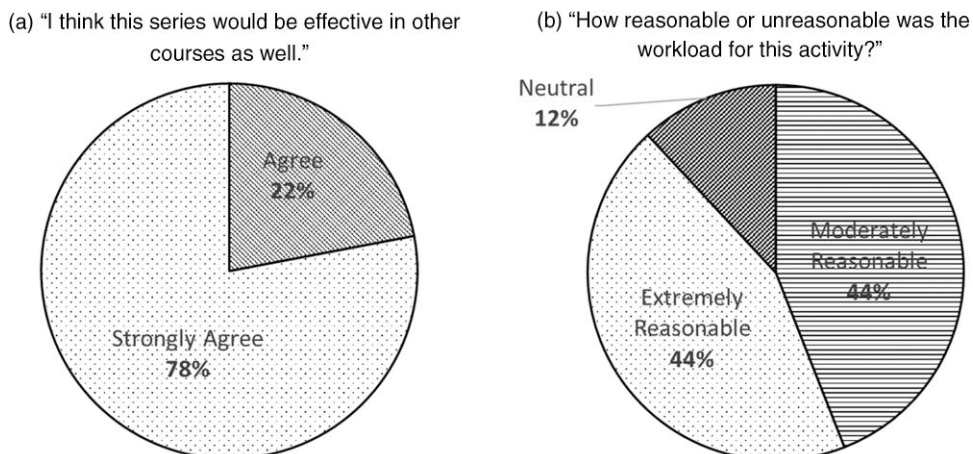 (a) “I think this series would be effective in other
courses as well.”
Agree
22%
Strongly Agree
78%
(b) “How reasonable or unreasonable was the
workload for this activity?”
Neutral
12%
Moderately
Reasonable
44%
Extremely
Reasonable
44%